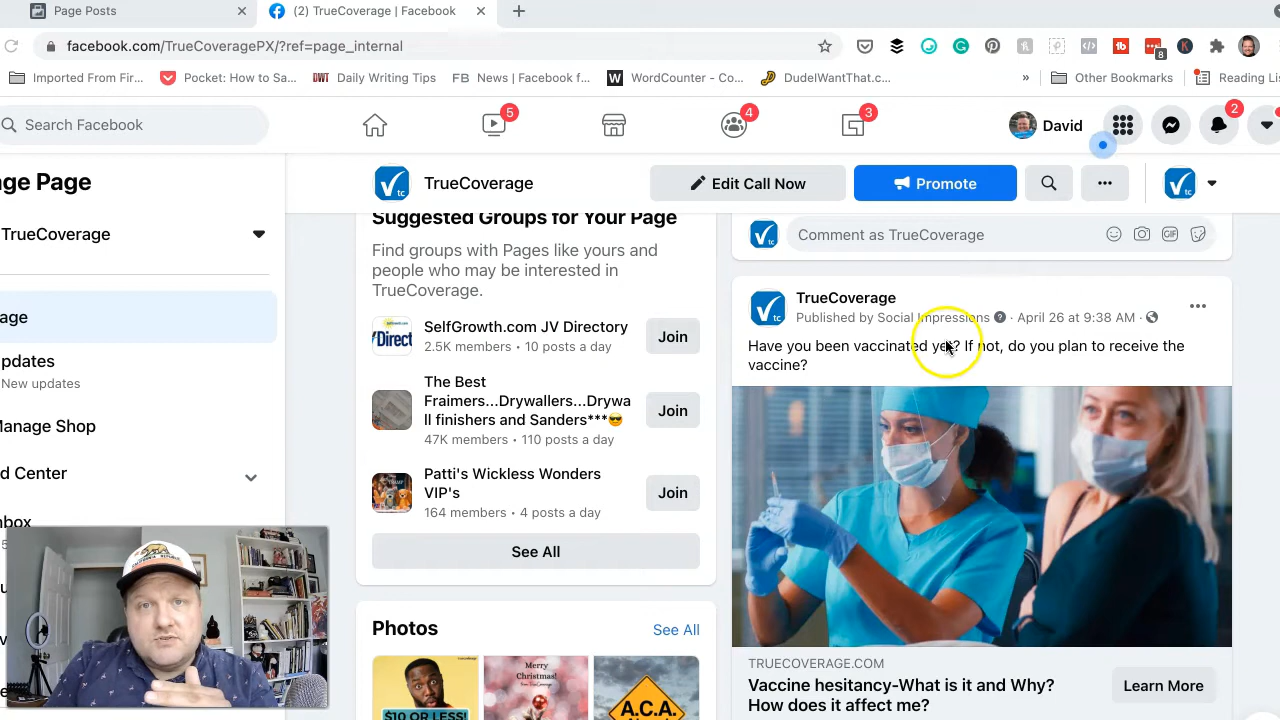 Page Posts
(2) TrueCoverage | Facebook
facebook.com/TrueCoveragePX/?ref=page_internal
8
Imported From Fir...
Pocket: How to Sa...
DWT Daily Writing Tips
FB News | Facebook f...
W WordCounter - Co...
DudeIWantThat.c...
»
Other Bookmarks
Reading Lis
Search Facebook
5
4
3
David
2
ge Page
TrueCoverage
Edit Call Now
Promote
TrueCoverage
age
pdates
New updates
Manage Shop
d Center
nbox
Suggested Groups for Your Page
Find groups with Pages like yours and
people who may be interested in
TrueCoverage.
SelfGrowth.com JV Directory
2.5K members • 10 posts a day
Join
The Best
Fraimers...Drywallers...Drywa
ll finishers and Sanders***😎
47K members • 110 posts a day
Join
Patti's Wickless Wonders
VIP's
164 members • 4 posts a day
Join
See All
Photos
See All
$10 OR LESS!
Merry
Christmas!
A.C.A.
Comment as TrueCoverage
GIF
TrueCoverage
Published by Social Impressions · April 26 at 9:38 AM ·
Have you been vaccinated yet? If not, do you plan to receive the
vaccine?
TRUECOVERAGE.COM
Vaccine hesitancy-What is it and Why?
How does it affect me?
Learn More